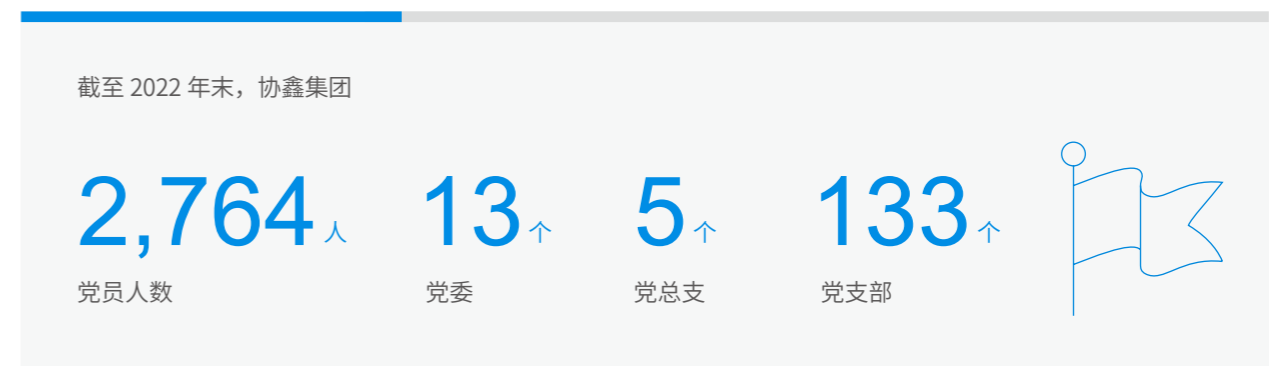 截至 2022 年末，协鑫集团
2,764人 13个 5个 133个
党员人数 党委 党总支 党支部